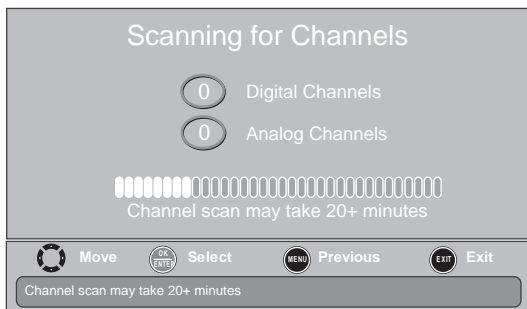 Scanning for Channels
0 Digital Channels
0 Analog Channels
Channel scan may take 20+ minutes
Move OK ENTER Select MENU Previous EXIT Exit
Channel scan may take 20+ minutes